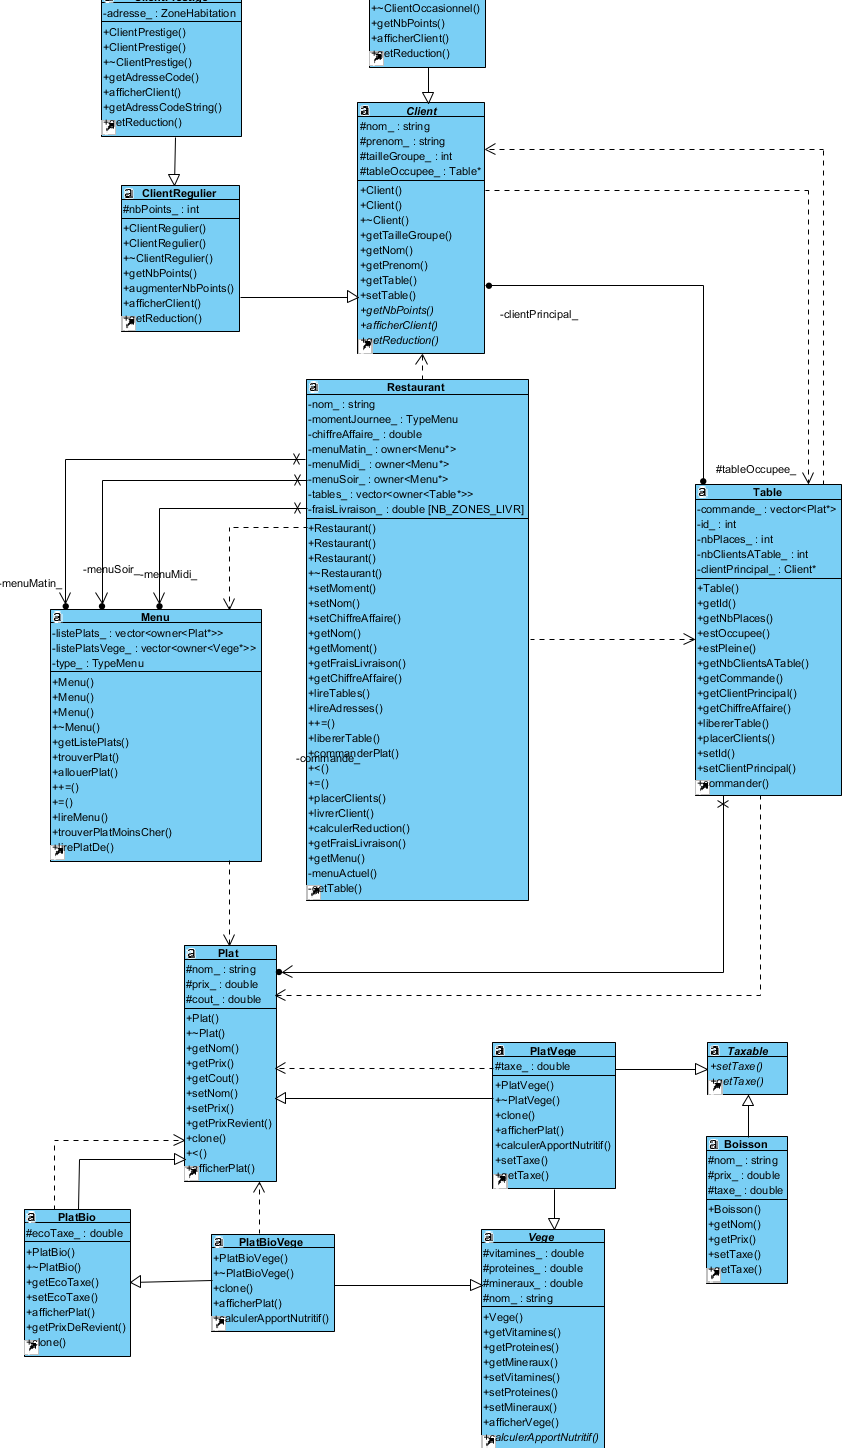 -adresse_ : ZoneHabitation
+ClientPrestige()
+ClientPrestige()
+~ClientPrestige()
+getAdresseCode()
+afficherClient()
+getAdressCodeString()
+getReduction()
+~ClientOccasionnel()
+getNbPoints()
+afficherClient()
+getReduction()
Client
#nom_ : string
#prenom_ : string
#tailleGroupe_ : int
#tableOccupee_ : Table*
+Client()
+Client()
+~Client()
+getTailleGroupe()
+getNom()
+getPrenom()
+getTable()
+setTable()
+getNbPoints()
+afficherClient()
+getReduction()
ClientRegulier
#nbPoints_ : int
+ClientRegulier()
+ClientRegulier()
+~ClientRegulier()
+getNbPoints()
+augmenterNbPoints()
+afficherClient()
+getReduction()
-clientPrincipal_
#tableOccupee_
Restaurant
-nom_ : string
-momentJournee_ : TypeMenu
-chiffreAffaire_ : double
-menuMatin_ : owner<Menu*>
-menuMidi_ : owner<Menu*>
-menuSoir_ : owner<Menu*>
-tables_ : vector<owner<Table*>>
-fraisLivraison_ : double [NB_ZONES_LIVR]
+Restaurant()
+Restaurant()
+Restaurant()
+~Restaurant()
+setMoment()
+setNom()
+setChiffreAffaire()
+getNom()
+getMoment()
+getFraisLivraison()
+getChiffreAffaire()
+lireTables()
+lireAdresses()
++=()
+libererTable()
+commanderPlat()
+<()
+=()
+placerClients()
+livrerClient()
+calculerReduction()
+getFraisLivraison()
+getMenu()
-menuActuel()
-getTable()
-commande_
-menuMatin_
-menuSoir_
-menuMidi_
Menu
-listePlats_ : vector<owner<Plat*>>
-listePlatsVege_ : vector<owner<Vege*>>
-type_ : TypeMenu
+Menu()
+Menu()
+Menu()
+~Menu()
+getListePlats()
+trouverPlat()
+allouerPlat()
++=()
+=()
+lireMenu()
+trouverPlatMoinsCher()
+lirePlatDe()
Table
-commande_ : vector<Plat*>
-id_ : int
-nbPlaces_ : int
-nbClientsATable_ : int
-clientPrincipal_ : Client*
+Table()
+getId()
+getNbPlaces()
+estOccupee()
+estPleine()
+getNbClientsATable()
+getCommande()
+getClientPrincipal()
+getChiffreAffaire()
+libererTable()
+placerClients()
+setId()
+setClientPrincipal()
+commander()
Plat
#nom_ : string
#prix_ : double
#cout_ : double
+Plat()
+~Plat()
+getNom()
+getPrix()
+getCout()
+setNom()
+setPrix()
+getPrixRevient()
+clone()
+<()
+afficherPlat()
PlatVege
#taxe_ : double
+PlatVege()
+~PlatVege()
+clone()
+afficherPlat()
+calculerApportNutritif()
+setTaxe()
+getTaxe()
Taxable
+setTaxe()
+getTaxe()
Boisson
#nom_ : string
#prix_ : double
#taxe_ : double
+Boisson()
+getNom()
+getPrix()
+setTaxe()
+getTaxe()
PlatBio
#ecoTaxe_ : double
+PlatBio()
+~PlatBio()
+getEcoTaxe()
+setEcoTaxe()
+afficherPlat()
+getPrixDeRevient()
+clone()
PlatBioVege
+PlatBioVege()
+~PlatBioVege()
+clone()
+afficherPlat()
+calculerApportNutritif()
Vege
#vitamines_ : double
#proteines_ : double
#mineraux_ : double
#nom_ : string
+Vege()
+getVitamines()
+getProteines()
+getMineraux()
+setVitamines()
+setProteines()
+setMineraux()
+afficherVege()
+calculerApportNutritif()